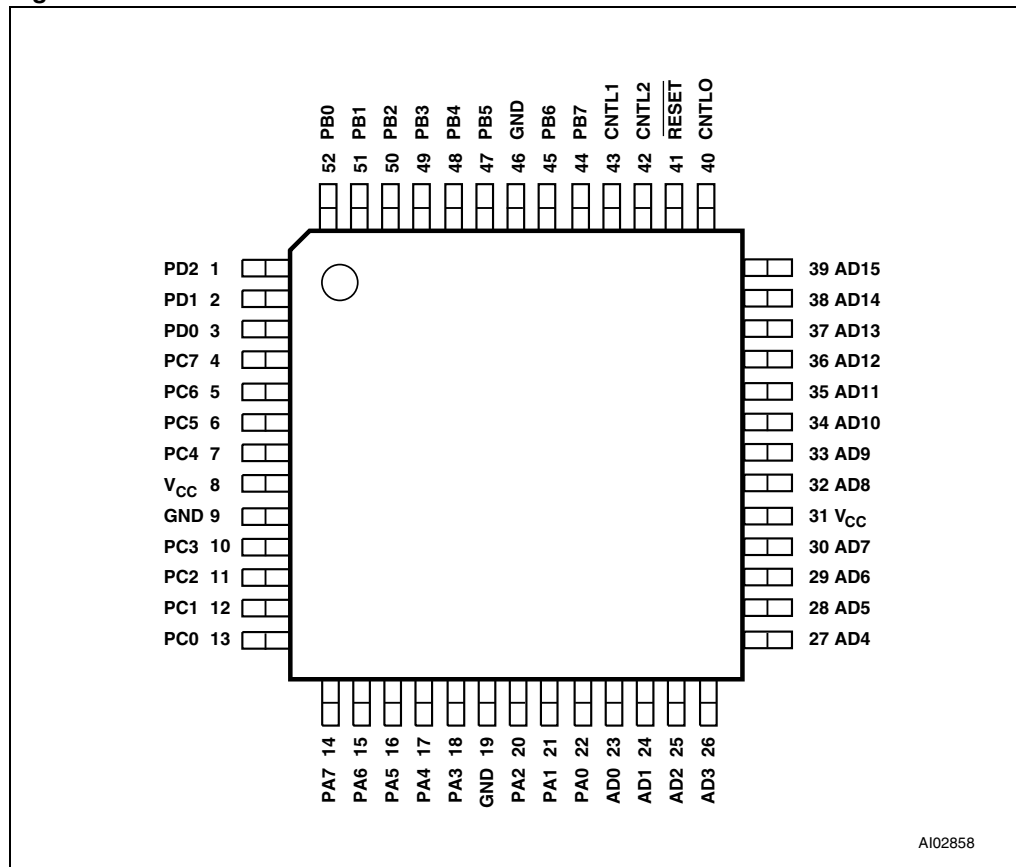 52 PB0
51 PB1
50 PB2
49 PB3
48 PB4
47 PB5
46 GND
45 PB6
44 PB7
43 CNTL1
42 CNTL2
41 RESET
40 CNTLO
PD2 1
PD1 2
PD0 3
PC7 4
PC6 5
PC5 6
PC4 7
VCC 8
GND 9
PC3 10
PC2 11
PC1 12
PC0 13
39 AD15
38 AD14
37 AD13
36 AD12
35 AD11
34 AD10
33 AD9
32 AD8
31 VCC
30 AD7
29 AD6
28 AD5
27 AD4
PA7 14
PA6 15
PA5 16
PA4 17
PA3 18
GND 19
PA2 20
PA1 21
PA0 22
AD0 23
AD1 24
AD2 25
AD3 26
AI02858